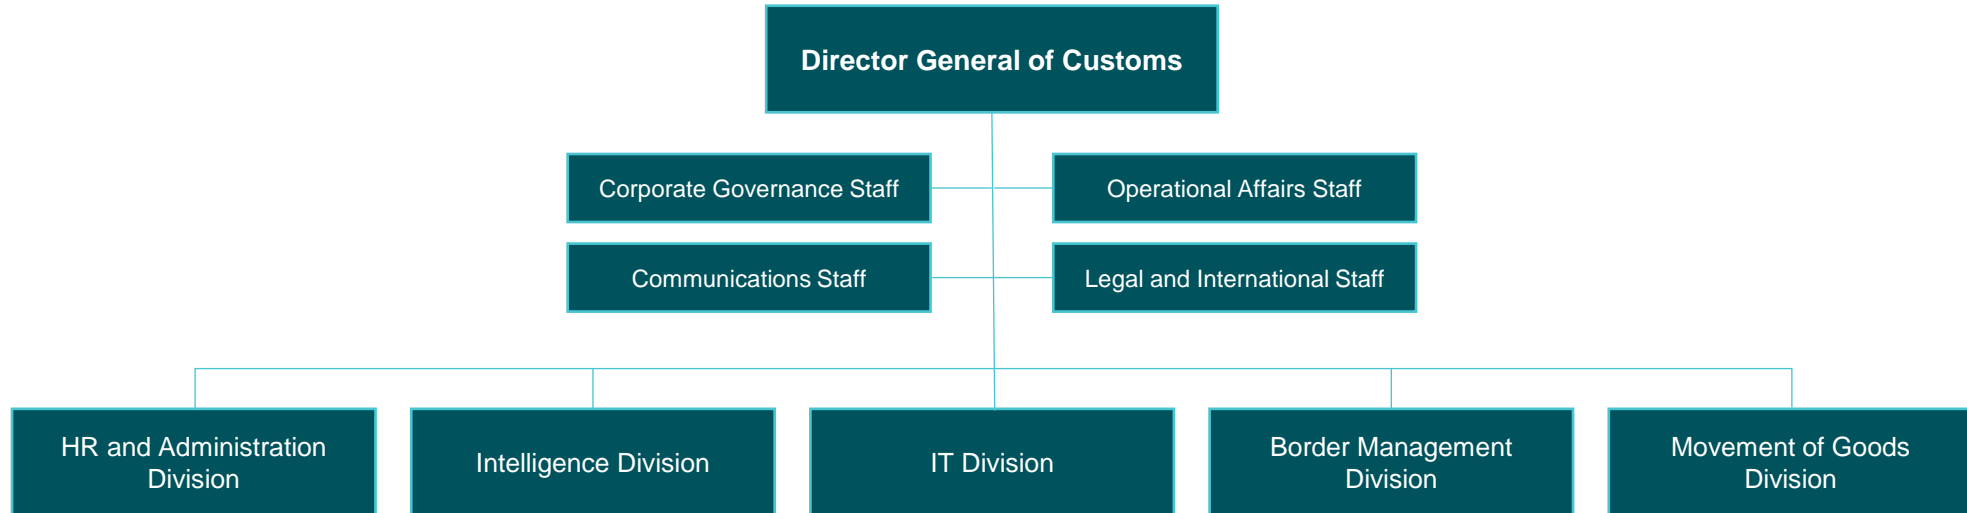 Director General of Customs
Corporate Governance Staff
Operational Affairs Staff
Communications Staff
Legal and International Staff
HR and Administration
Division
Intelligence Division
IT Division
Border Management
Division
Movement of Goods
Division